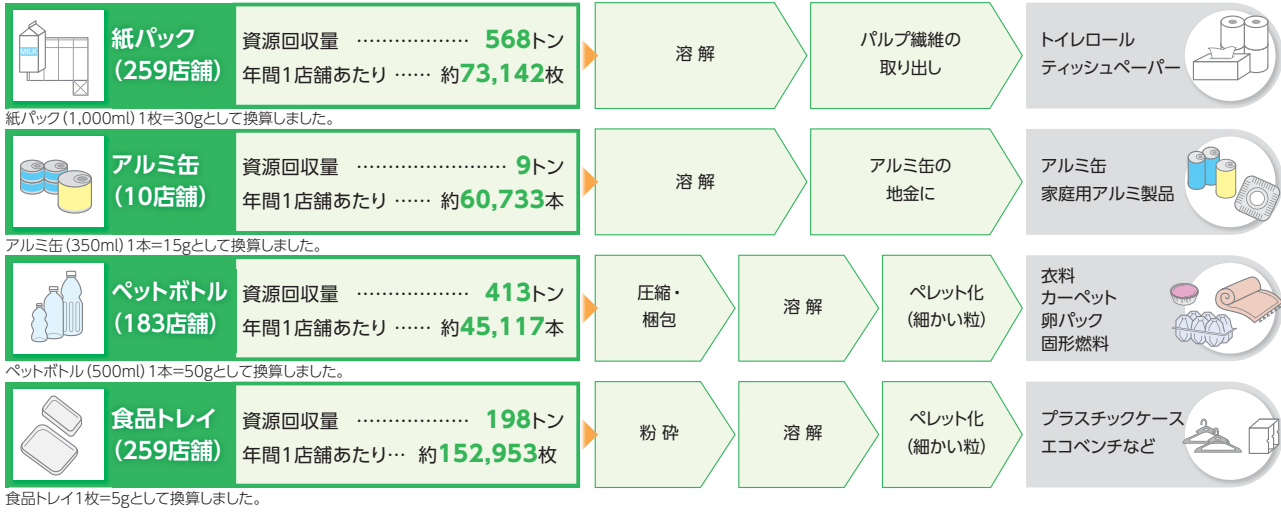 MILK
紙パック
(259店舗)
資源回収量 ……………… 568トン
年間1店舗あたり …… 約73,142枚
溶 解
パルプ繊維の
取り出し
トイレロール
ティッシュペーパー
紙パック(1,000ml)1枚=30gとして換算しました。
アルミ缶
(10店舗)
資源回収量 …………………… 9トン
年間1店舗あたり …… 約60,733本
溶 解
アルミ缶の
地金に
アルミ缶
家庭用アルミ製品
アルミ缶(350ml)1本=15gとして換算しました。
ペットボトル
(183店舗)
資源回収量 ……………… 413トン
年間1店舗あたり …… 約45,117本
圧縮・
梱包
溶 解
ペレット化
(細かい粒)
衣料
カーペット
卵パック
固形燃料
ペットボトル(500ml)1本=50gとして換算しました。
食品トレイ
(259店舗)
資源回収量 ……………… 198トン
年間1店舗あたり… 約152,953枚
粉 砕
溶 解
ペレット化
(細かい粒)
プラスチックケース
エコベンチなど
食品トレイ1枚=5gとして換算しました。